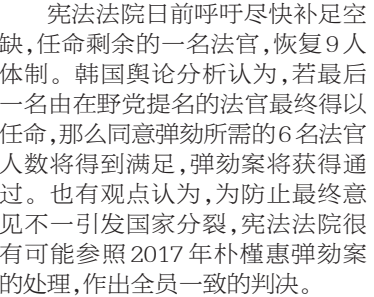 宪法法院日前呼吁尽快补足空
缺,任命剩余的一名法官,恢复9人
体制。韩国舆论分析认为,若最后
一名由在野党提名的法官最终得以
任命,那么同意弹劾所需的6名法官
人数将得到满足,弹劾案将获得通
过。也有观点认为,为防止最终意
见不一引发国家分裂,宪法法院很
有可能参照2017年朴槿惠弹劾案
的处理,作出全员一致的判决。